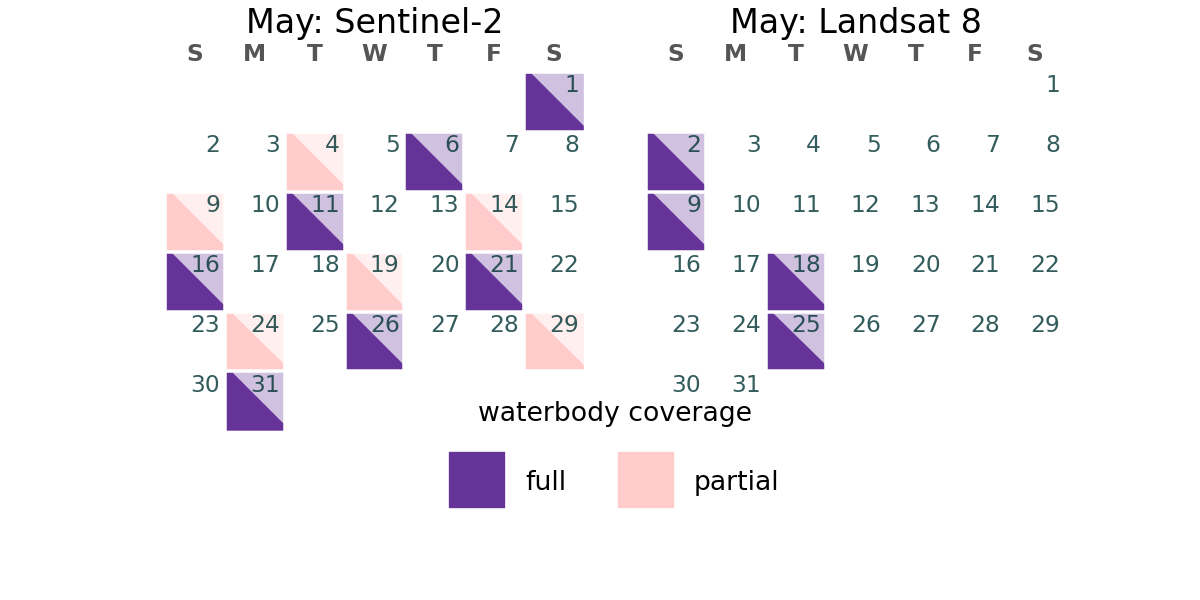 May: Sentinel-2
S M T W T F S
1
2 3 4 5 6 7 8
9 10 11 12 13 14 15
16 17 18 19 20 21 22
23 24 25 26 27 28 29
30 31
May: Landsat 8
S M T W T F S
1
2 3 4 5 6 7 8
9 10 11 12 13 14 15
16 17 18 19 20 21 22
23 24 25 26 27 28 29
30 31
waterbody coverage
full partial